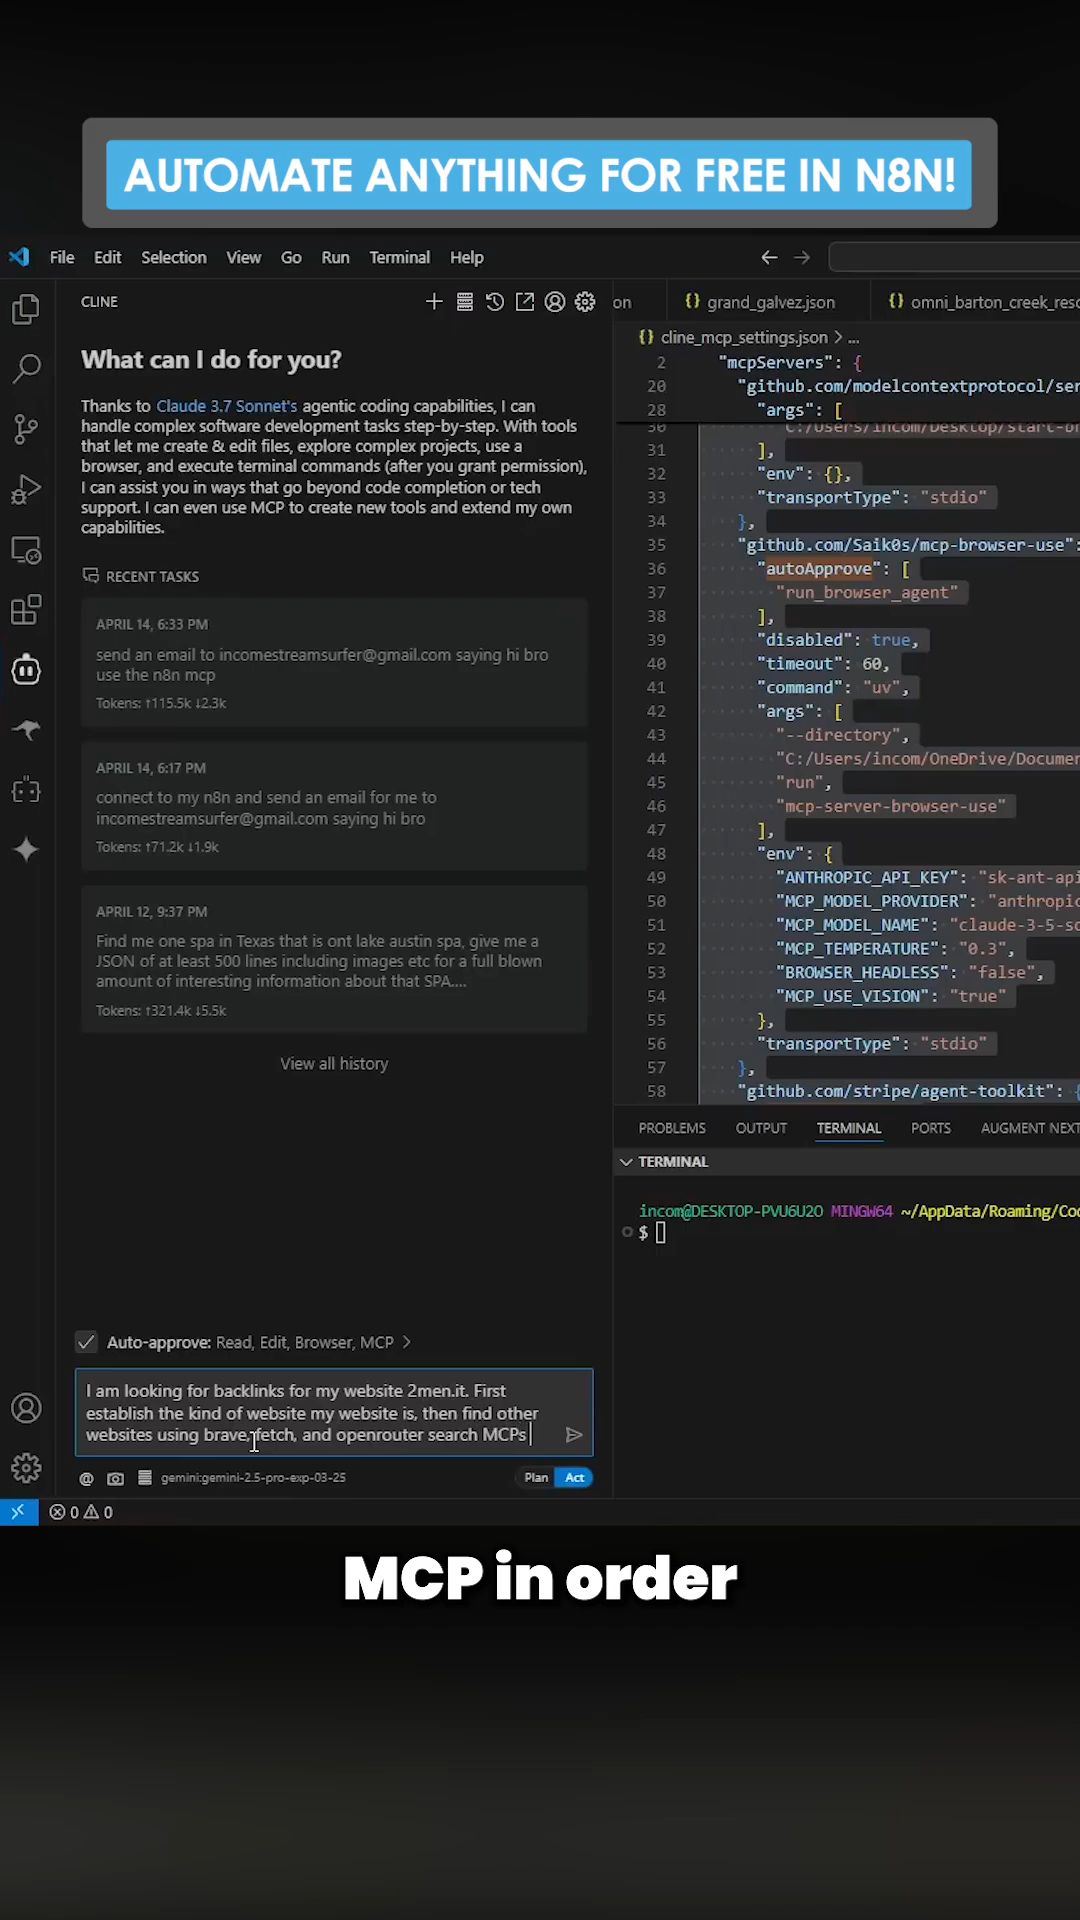 AUTOMATE ANYTHING FOR FREE IN N8N!
File Edit Selection View Go Run Terminal Help
CLINE
What can I do for you?
Thanks to Claude 3.7 Sonnet's agentic coding capabilities, I can
handle complex software development tasks step-by-step. With tools
that let me create & edit files, explore complex projects, use a
browser, and execute terminal commands (after you grant permission),
I can assist you in ways that go beyond code completion or tech
support. I can even use MCP to create new tools and extend my own
capabilities.
RECENT TASKS
APRIL 14, 6:33 PM
send an email to incomestreamsurfer@gmail.com saying hi bro
use the n8n mcp
Tokens: ↑115.5k ↓2.3k
APRIL 14, 6:17 PM
connect to my n8n and send an email for me to
incomestreamsurfer@gmail.com saying hi bro
Tokens: ↑71.2k ↓1.9k
APRIL 12, 9:37 PM
Find me one spa in Texas that is ont lake austin spa, give me a
JSON of at least 500 lines including images etc for a full blown
amount of interesting information about that SPA....
Tokens: ↑321.4k ↓5.5k
View all history
Auto-approve: Read, Edit, Browser, MCP >
I am looking for backlinks for my website 2men.it. First
establish the kind of website my website is, then find other
websites using brave, fetch, and openrouter search MCPs
@ gemini:gemini-2.5-pro-exp-03-25 Plan Act
0 0
on {} grand_galvez.json {} omni_barton_creek_reso
{} cline_mcp_settings.json > ...
2 "mcpServers": {
20 "github.com/modelcontextprotocol/ser
28 "args": [
30 C:/Users/incom/Desktop/start-b
31 ],
32 "env": {},
33 "transportType": "stdio"
34 },
35 "github.com/Saik0s/mcp-browser-use":
36 "autoApprove": [
37 "run_browser_agent"
38 ],
39 "disabled": true,
40 "timeout": 60,
41 "command": "uv",
42 "args": [
43 "--directory",
44 "C:/Users/incom/OneDrive/Documen
45 "run",
46 "mcp-server-browser-use"
47 ],
48 "env": {
49 "ANTHROPIC_API_KEY": "sk-ant-api
50 "MCP_MODEL_PROVIDER": "anthropic
51 "MCP_MODEL_NAME": "claude-3-5-so
52 "MCP_TEMPERATURE": "0.3",
53 "BROWSER_HEADLESS": "false",
54 "MCP_USE_VISION": "true"
55 },
56 "transportType": "stdio"
57 },
58 "github.com/stripe/agent-toolkit": {
PROBLEMS OUTPUT TERMINAL PORTS AUGMENT NEXT
TERMINAL
incom@DESKTOP-PVU6U2O MINGW64 ~/AppData/Roaming/Co
$
MCP in order